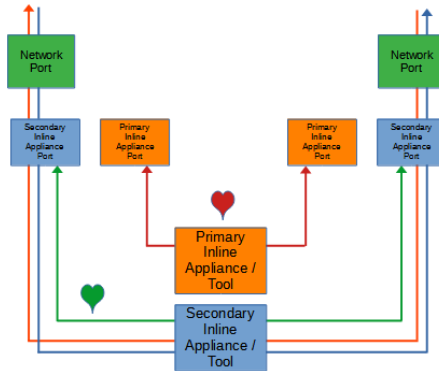 Network
Port
Network
Port
Secondary
Inline
Appliance
Port
Primary
Inline
Appliance
Port
Primary
Inline
Appliance
Port
Secondary
Inline
Appliance
Port
Primary
Inline
Appliance /
Tool
Secondary
Inline
Appliance /
Tool